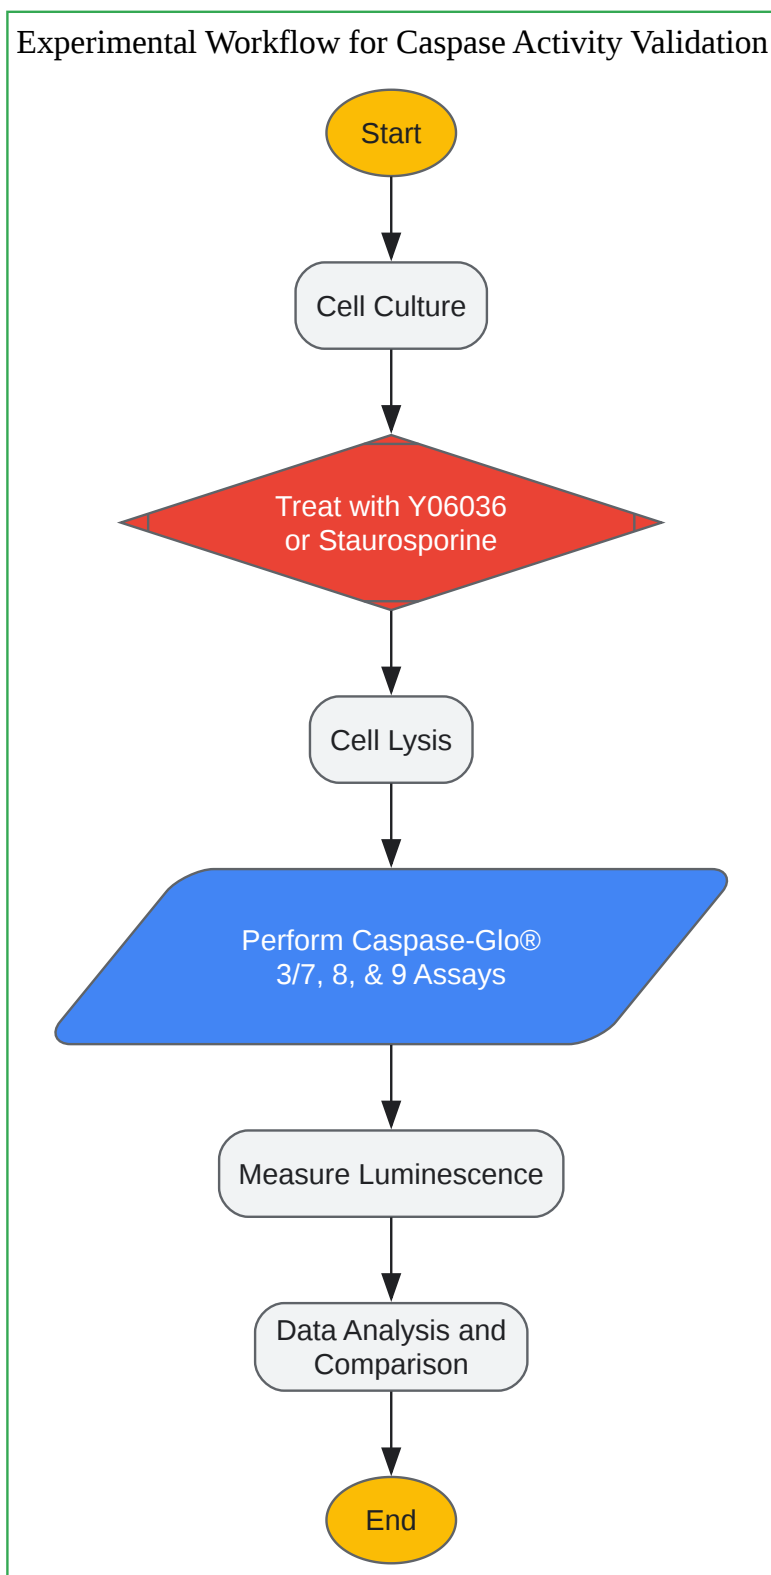 Experimental Workflow for Caspase Activity Validation
Start
Cell Culture
Treat with Y06036
or Staurosporine
Cell Lysis
Perform Caspase-Glo®
3/7, 8, & 9 Assays
Measure Luminescence
Data Analysis and
Comparison
End